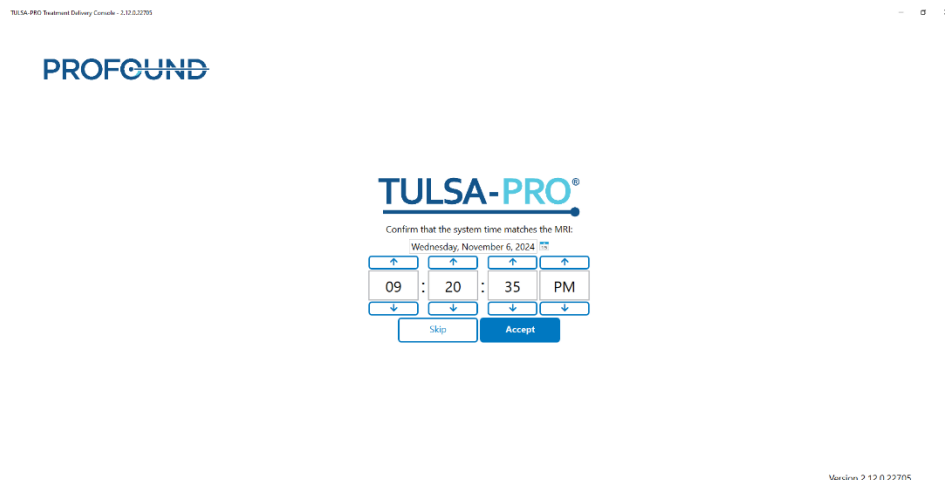 TULSA-PRO Treatment Delivery Console - 2.12.0.22705
PROFOUND
TULSA-PRO®
Confirm that the system time matches the MRI:
Wednesday, November 6, 2024
09 : 20 : 35 PM
Skip Accept
Version 2.12.0.22705